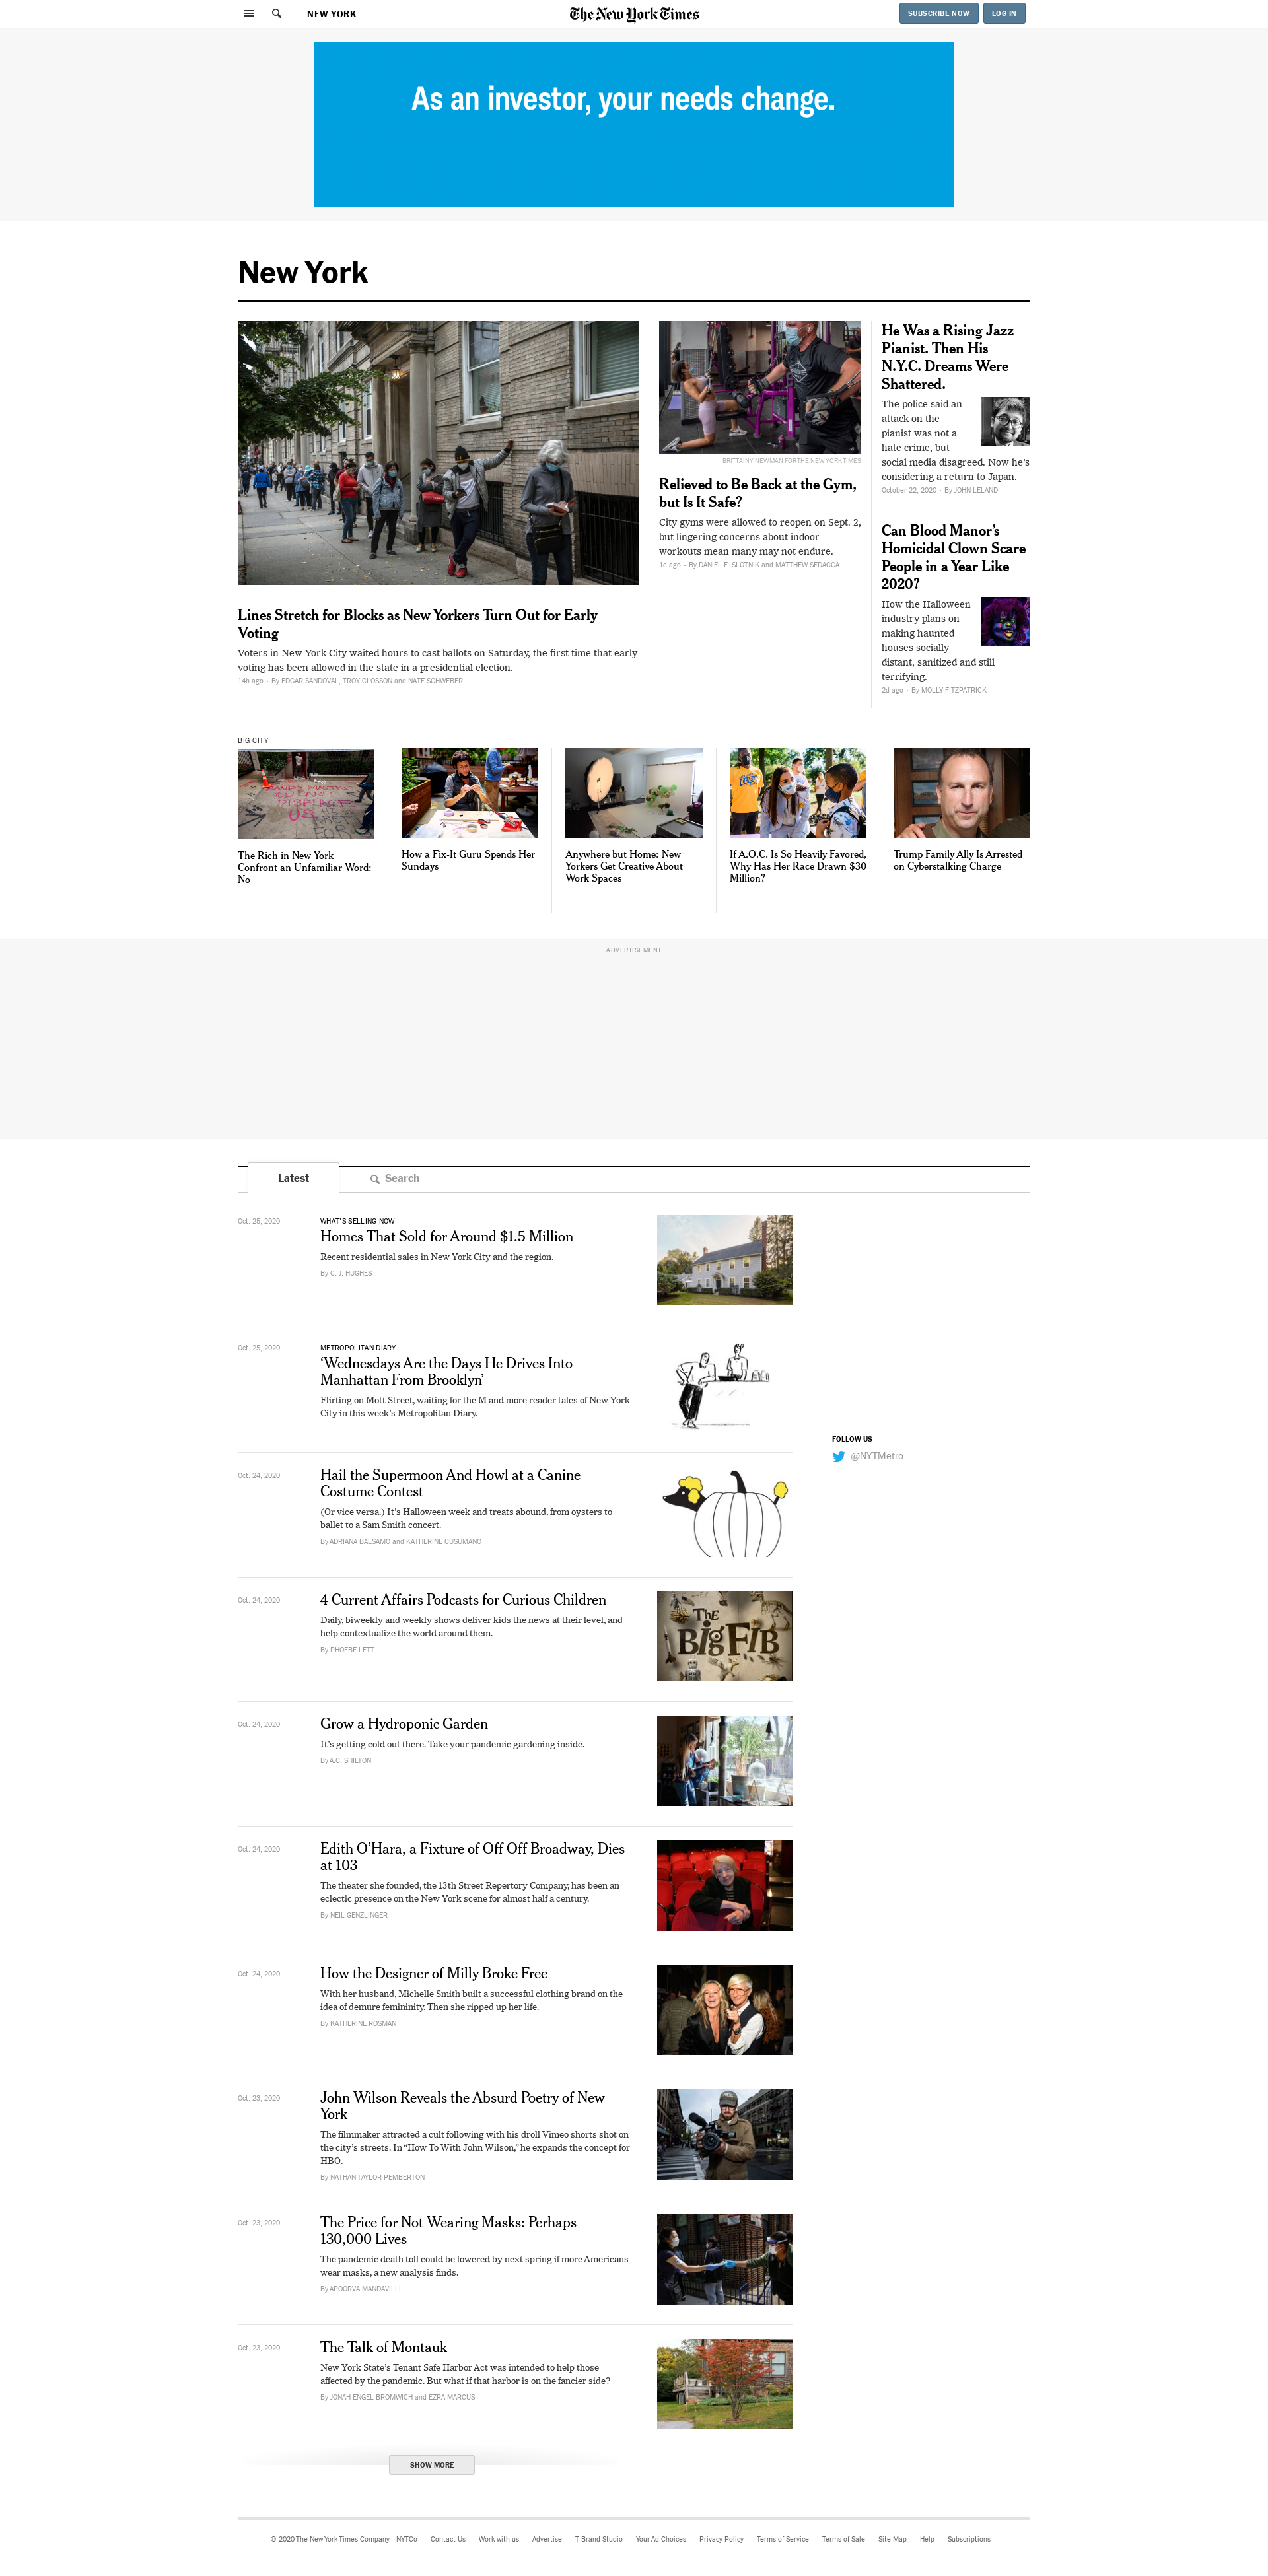 NEW YORK
The New York Times
SUBSCRIBE NOW
LOG IN
As an investor, your needs change.
New York
Lines Stretch for Blocks as New Yorkers Turn Out for Early
Voting
Voters in New York City waited hours to cast ballots on Saturday, the first time that early
voting has been allowed in the state in a presidential election.
14h ago • By EDGAR SANDOVAL, TROY CLOSSON and NATE SCHWEBER
BRITTAINY NEWMAN FOR THE NEW YORK TIMES
Relieved to Be Back at the Gym,
but Is It Safe?
City gyms were allowed to reopen on Sept. 2,
but lingering concerns about indoor
workouts mean many may not endure.
1d ago • By DANIEL E. SLOTNIK and MATTHEW SEDACCA
He Was a Rising Jazz
Pianist. Then His
N.Y.C. Dreams Were
Shattered.
The police said an
attack on the
pianist was not a
hate crime, but
social media disagreed. Now he’s
considering a return to Japan.
October 22, 2020 • By JOHN LELAND
Can Blood Manor’s
Homicidal Clown Scare
People in a Year Like
2020?
How the Halloween
industry plans on
making haunted
houses socially
distant, sanitized and still
terrifying.
2d ago • By MOLLY FITZPATRICK
BIG CITY
DISPLACE
US
The Rich in New York
Confront an Unfamiliar Word:
No
How a Fix-It Guru Spends Her
Sundays
Anywhere but Home: New
Yorkers Get Creative About
Work Spaces
If A.O.C. Is So Heavily Favored,
Why Has Her Race Drawn $30
Million?
Trump Family Ally Is Arrested
on Cyberstalking Charge
ADVERTISEMENT
Latest
Search
Oct. 25, 2020
WHAT’S SELLING NOW
Homes That Sold for Around $1.5 Million
Recent residential sales in New York City and the region.
By C. J. HUGHES
Oct. 25, 2020
METROPOLITAN DIARY
‘Wednesdays Are the Days He Drives Into
Manhattan From Brooklyn’
Flirting on Mott Street, waiting for the M and more reader tales of New York
City in this week’s Metropolitan Diary.
FOLLOW US
@NYTMetro
Oct. 24, 2020
Hail the Supermoon And Howl at a Canine
Costume Contest
(Or vice versa.) It’s Halloween week and treats abound, from oysters to
ballet to a Sam Smith concert.
By ADRIANA BALSAMO and KATHERINE CUSUMANO
Oct. 24, 2020
4 Current Affairs Podcasts for Curious Children
Daily, biweekly and weekly shows deliver kids the news at their level, and
help contextualize the world around them.
By PHOEBE LETT
The
Big FIB
Oct. 24, 2020
Grow a Hydroponic Garden
It’s getting cold out there. Take your pandemic gardening inside.
By A.C. SHILTON
Oct. 24, 2020
Edith O’Hara, a Fixture of Off Off Broadway, Dies
at 103
The theater she founded, the 13th Street Repertory Company, has been an
eclectic presence on the New York scene for almost half a century.
By NEIL GENZLINGER
Oct. 24, 2020
How the Designer of Milly Broke Free
With her husband, Michelle Smith built a successful clothing brand on the
idea of demure femininity. Then she ripped up her life.
By KATHERINE ROSMAN
Oct. 23, 2020
John Wilson Reveals the Absurd Poetry of New
York
The filmmaker attracted a cult following with his droll Vimeo shorts shot on
the city’s streets. In “How To With John Wilson,” he expands the concept for
HBO.
By NATHAN TAYLOR PEMBERTON
Oct. 23, 2020
The Price for Not Wearing Masks: Perhaps
130,000 Lives
The pandemic death toll could be lowered by next spring if more Americans
wear masks, a new analysis finds.
By APOORVA MANDAVILLI
Oct. 23, 2020
The Talk of Montauk
New York State’s Tenant Safe Harbor Act was intended to help those
affected by the pandemic. But what if that harbor is on the fancier side?
By JONAH ENGEL BROMWICH and EZRA MARCUS
SHOW MORE
© 2020 The New York Times Company NYTCo Contact Us Work with us Advertise T Brand Studio Your Ad Choices Privacy Policy Terms of Service Terms of Sale Site Map Help Subscriptions